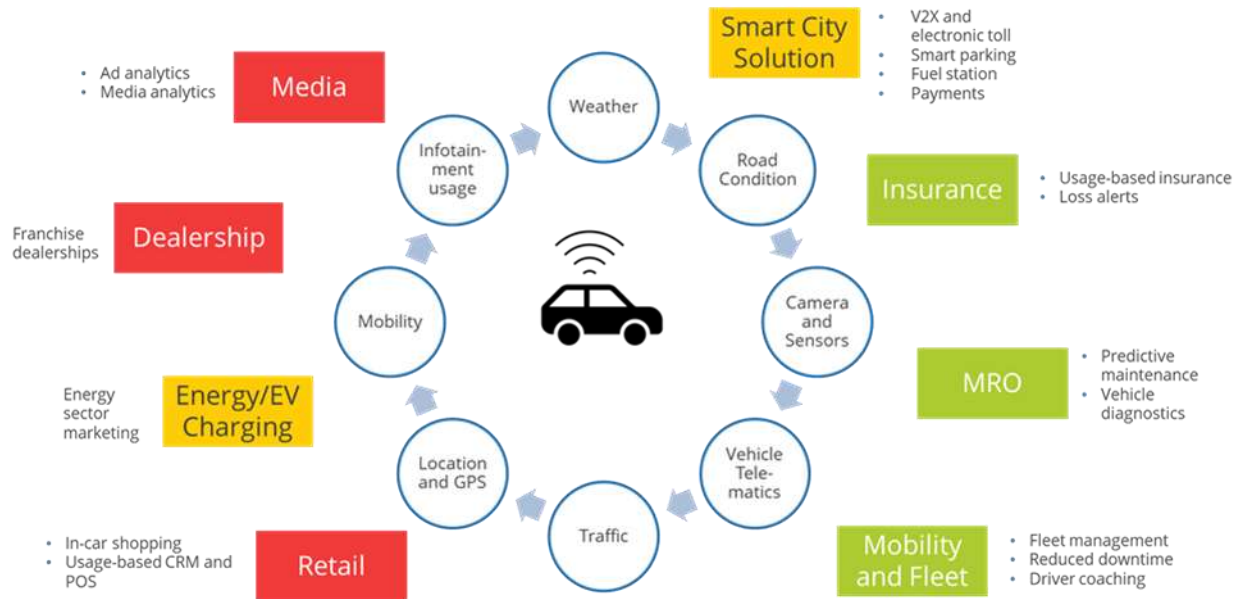 Smart City
Solution
• V2X and
electronic toll
• Smart parking
• Fuel station
• Payments
• Ad analytics
• Media analytics
Media
Weather
Infotain-
ment
usage
Road
Condition
Insurance
• Usage-based insurance
• Loss alerts
Franchise
dealerships
Dealership
Mobility
Camera
and
Sensors
MRO
• Predictive
maintenance
• Vehicle
diagnostics
Energy
sector
marketing
Energy/EV
Charging
Location
and GPS
Vehicle
Tele-
matics
Traffic
• In-car shopping
• Usage-based CRM and
POS
Retail
Mobility
and Fleet
• Fleet management
• Reduced downtime
• Driver coaching